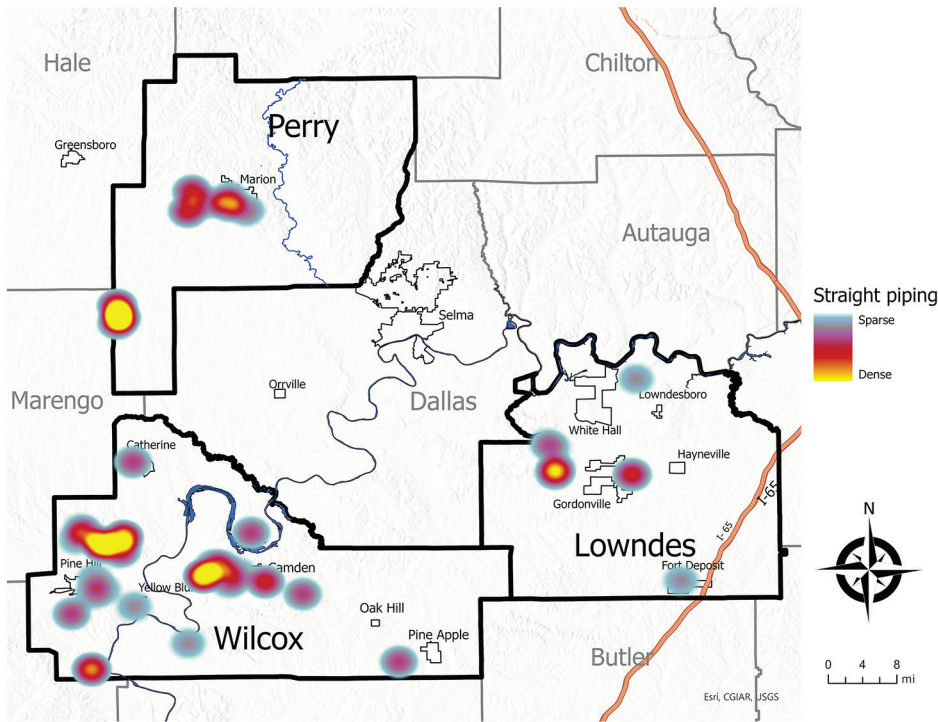 Hale
Chilton
Perry
Greensboro
Marion
Autauga
Straight piping
Sparse
Dense
Selma
Marengo
Orrville
Dallas
Lowndesboro
White Hall
Catherine
Hayneville
Gordonville
I-65
I-65
N
Lowndes
Pine Hill
Camden
Fort Deposit
Yellow Blu
Oak Hill
Wilcox
Pine Apple
Butler
0 4 8
mi
Esri, CGIAR, USGS